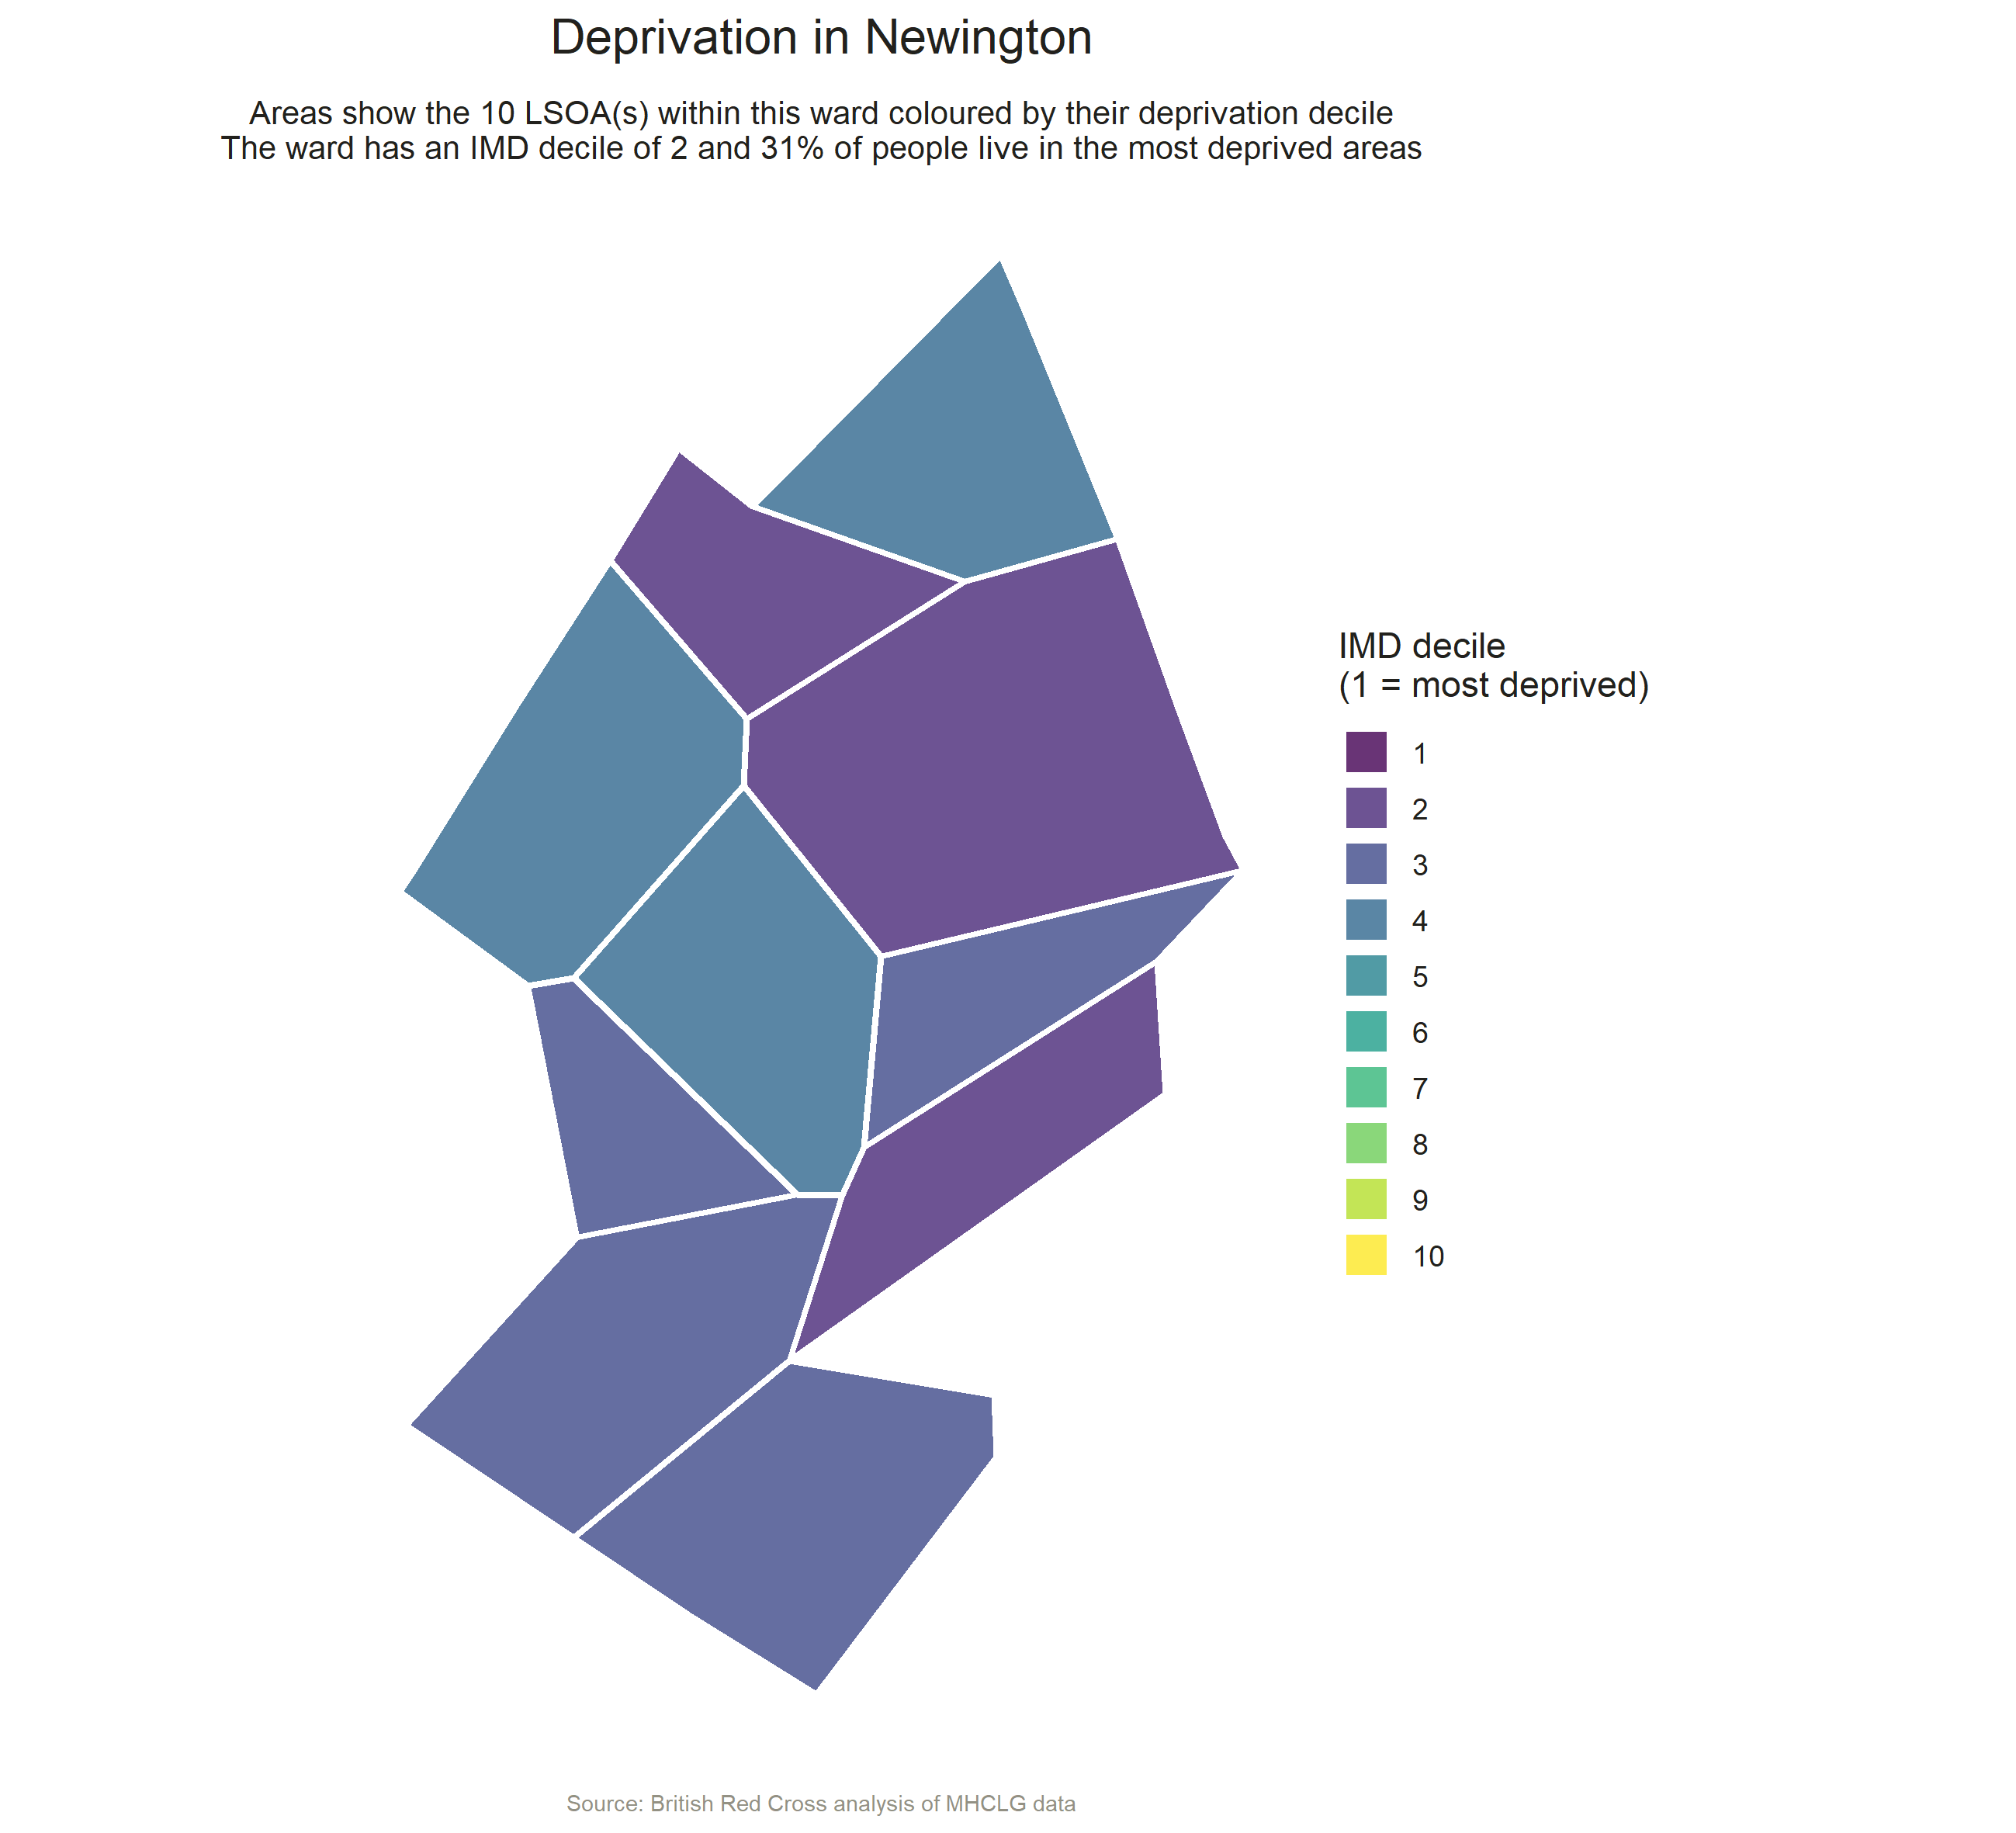 Deprivation in Newington
Areas show the 10 LSOA(s) within this ward coloured by their deprivation decile
The ward has an IMD decile of 2 and 31% of people live in the most deprived areas
IMD decile
(1 = most deprived)
1
2
3
4
5
6
7
8
9
10
Source: British Red Cross analysis of MHCLG data